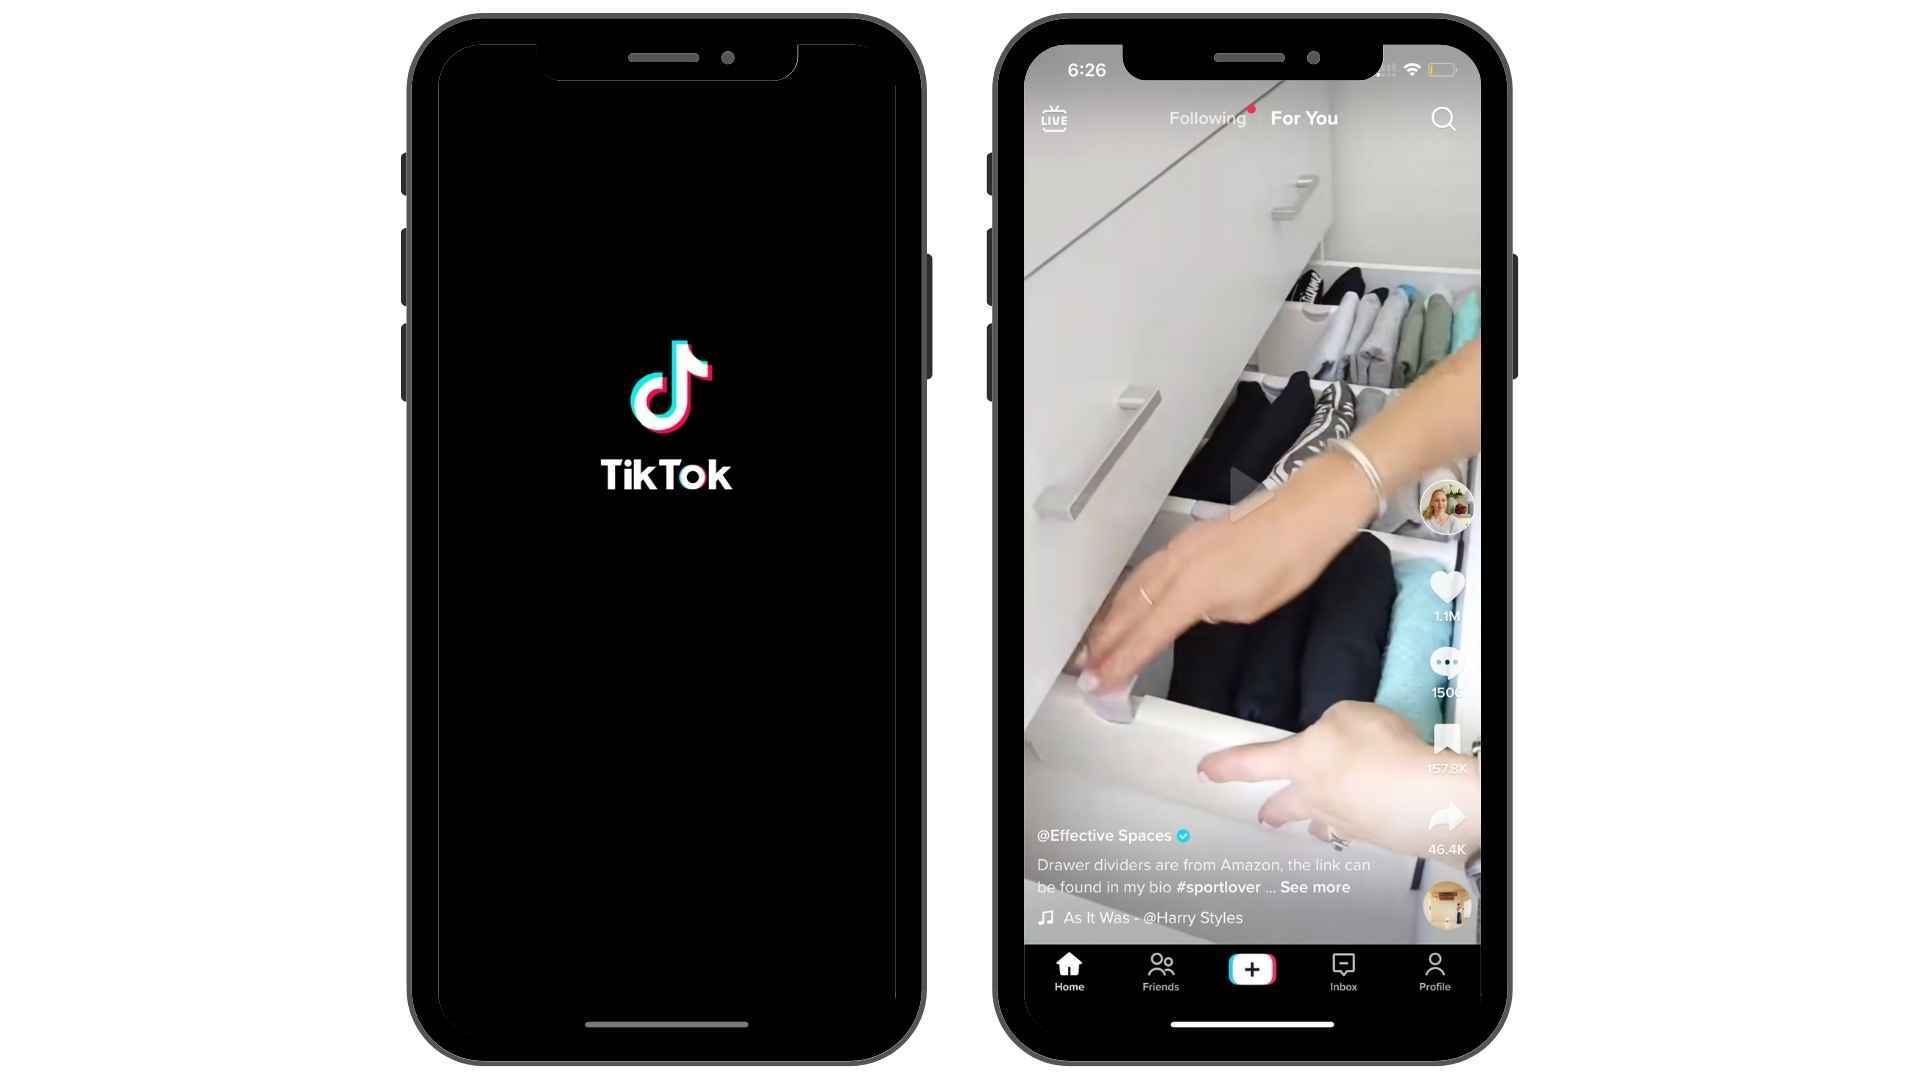 TikTok
6:26
LIVE
Following
For You
1.1M
157.8K
@Effective Spaces
46.4K
Drawer dividers are from Amazon, the link can
be found in my bio #sportlover ... See more
As It Was - @Harry Styles
Home
Friends
Inbox
Profile